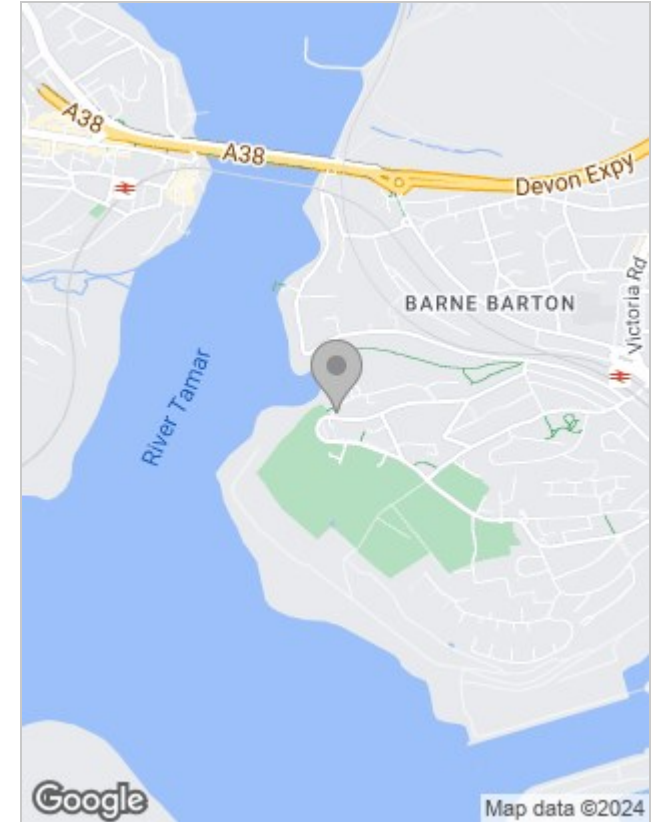 A38
A38
Devon Expy
BARNE BARTON
Victoria Rd
River Tamar
Google
Map data ©2024